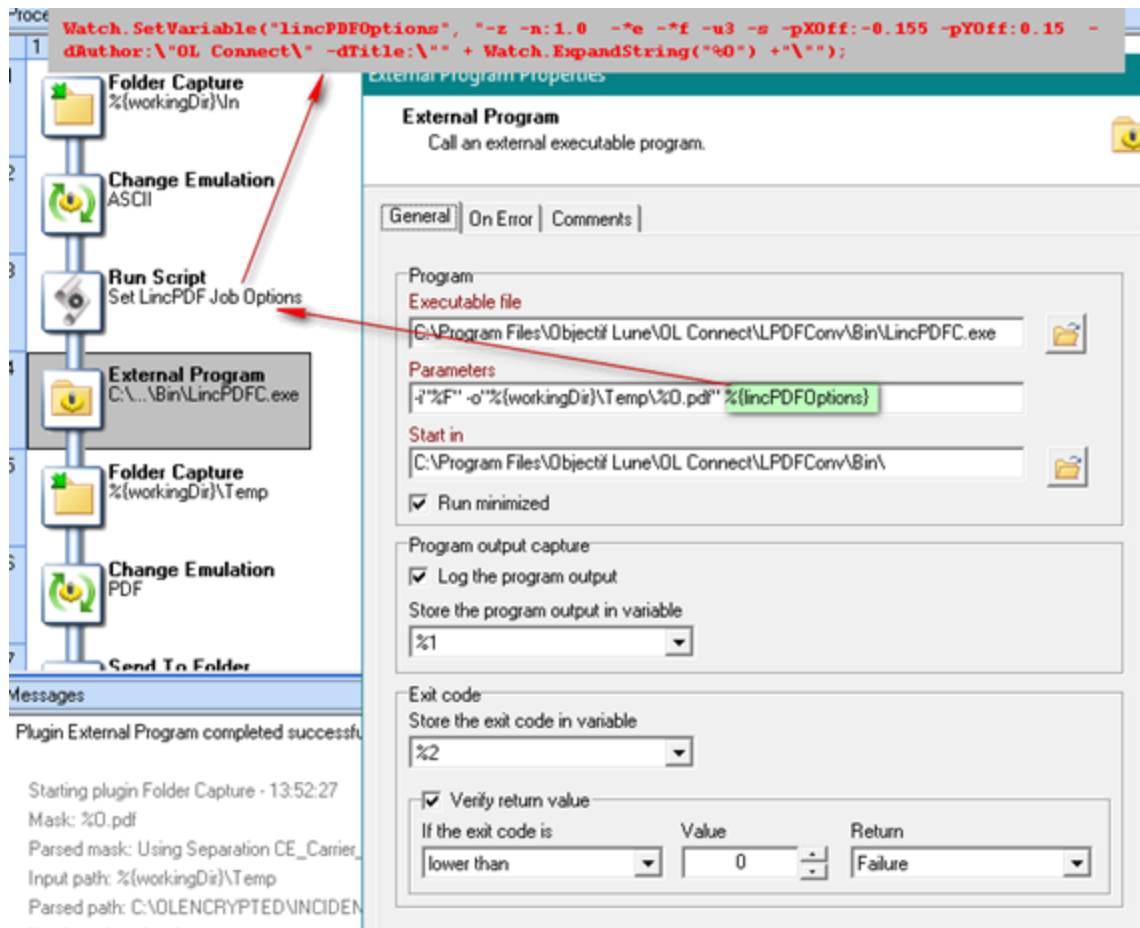 Process
Watch.SetVariable("lincPDFOptions", "-z -n:1.0 -*e -*f -u3 -s -pXOff:-0.155 -pYOff:0.15 -
dAuthor:\"OL Connect\" -dTitle:\"" + Watch.ExpandString("%O") +"\"");
1
Folder Capture
%{workingDir}\In
2
Change Emulation
ASCII
3
Run Script
Set LincPDF Job Options
4
External Program
C:\...\Bin\LincPDFC.exe
5
Folder Capture
%{workingDir}\Temp
6
Change Emulation
PDF
7
Send To Folder
Messages
Plugin External Program completed successfu
Starting plugin Folder Capture - 13:52:27
Mask: %O.pdf
Parsed mask: Using Separation CE_Carrier_
Input path: %{workingDir}\Temp
Parsed path: C:\OLENCRYPTED\INCIDEN
External Program Properties
External Program
Call an external executable program.
General
On Error
Comments
Program
Executable file
C:\Program Files\Objectif Lune\OL Connect\LPDFConv\Bin\LincPDFC.exe
Parameters
-i"%F" -o"%{workingDir}\Temp\%O.pdf" %{lincPDFOptions}
Start in
C:\Program Files\Objectif Lune\OL Connect\LPDFConv\Bin\
Run minimized
Program output capture
Log the program output
Store the program output in variable
%1
Exit code
Store the exit code in variable
%2
Verify return value
If the exit code is
Value
Return
lower than
0
Failure